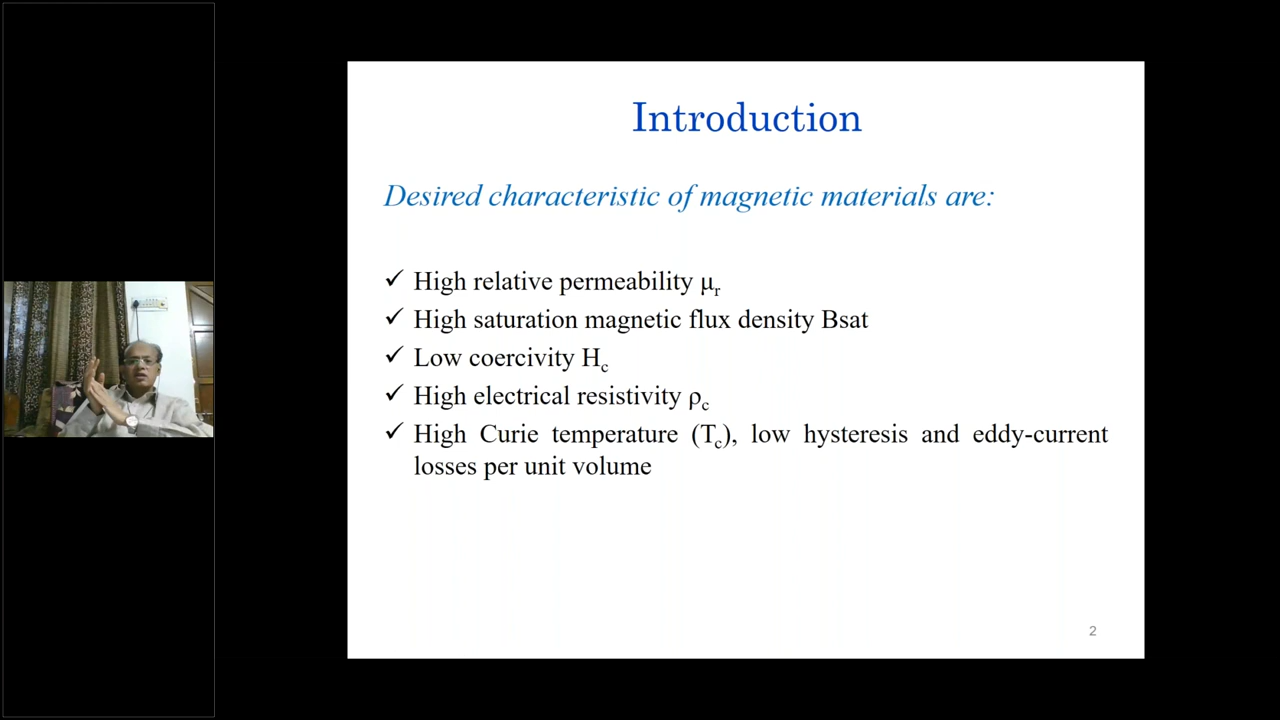 Introduction
Desired characteristic of magnetic materials are:
✓ High relative permeability μr
✓ High saturation magnetic flux density Bsat
✓ Low coercivity Hc
✓ High electrical resistivity ρc
✓ High Curie temperature (Tc), low hysteresis and eddy-current
losses per unit volume
2